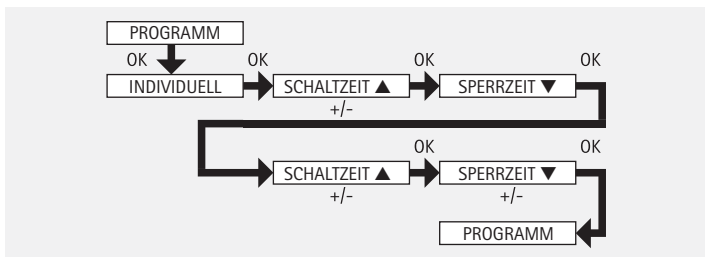 PROGRAMM
OK OK OK OK
INDIVIDUELL SCHALTZEIT ▲ SPERRZEIT ▼
+/-
OK OK
SCHALTZEIT ▲ SPERRZEIT ▼
+/- +/-
PROGRAMM